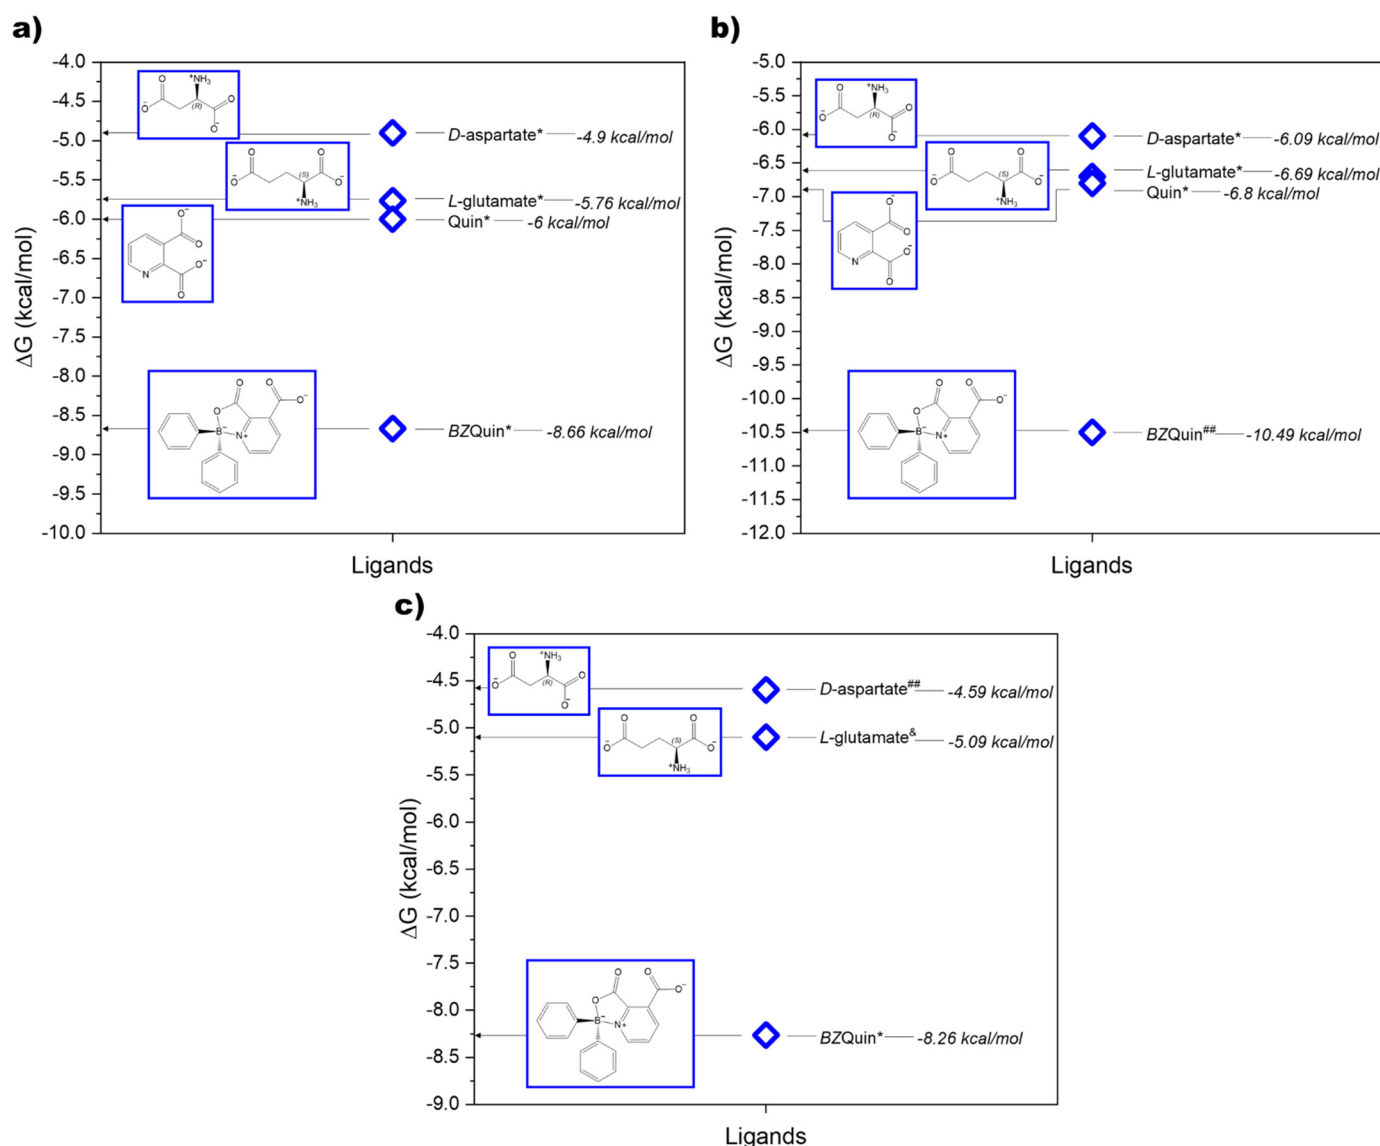 a)
-4.0
-4.5
-5.0
-5.5
-6.0
-6.5
-7.0
-7.5
-8.0
-8.5
-9.0
-9.5
-10.0
ΔG (kcal/mol)
O
⁺NH₃
O
O⁻
(R)
O⁻
D-aspartate* -4.9 kcal/mol
O
O
O⁻
(S)
O⁻
⁺NH₃
L-glutamate* -5.76 kcal/mol
O⁻
O
O⁻
N
O
Quin* -6 kcal/mol
O
O
O⁻
O
B⁻
N⁺
BZQuin* -8.66 kcal/mol
Ligands
b)
-5.0
-5.5
-6.0
-6.5
-7.0
-7.5
-8.0
-8.5
-9.0
-9.5
-10.0
-10.5
-11.0
-11.5
-12.0
ΔG (kcal/mol)
O
⁺NH₃
O
O⁻
(R)
O⁻
D-aspartate* -6.09 kcal/mol
O
O
O⁻
(S)
O⁻
⁺NH₃
L-glutamate* -6.69 kcal/mol
O⁻
O
O⁻
N
O
Quin* -6.8 kcal/mol
O
O
O⁻
O
B⁻
N⁺
BZQuin## -10.49 kcal/mol
Ligands
c)
-4.0
-4.5
-5.0
-5.5
-6.0
-6.5
-7.0
-7.5
-8.0
-8.5
-9.0
ΔG (kcal/mol)
O
⁺NH₃
O
O⁻
(R)
O⁻
D-aspartate## -4.59 kcal/mol
O
O
O⁻
(S)
O⁻
⁺NH₃
L-glutamate& -5.09 kcal/mol
O
O
O⁻
O
B⁻
N⁺
BZQuin* -8.26 kcal/mol
Ligands